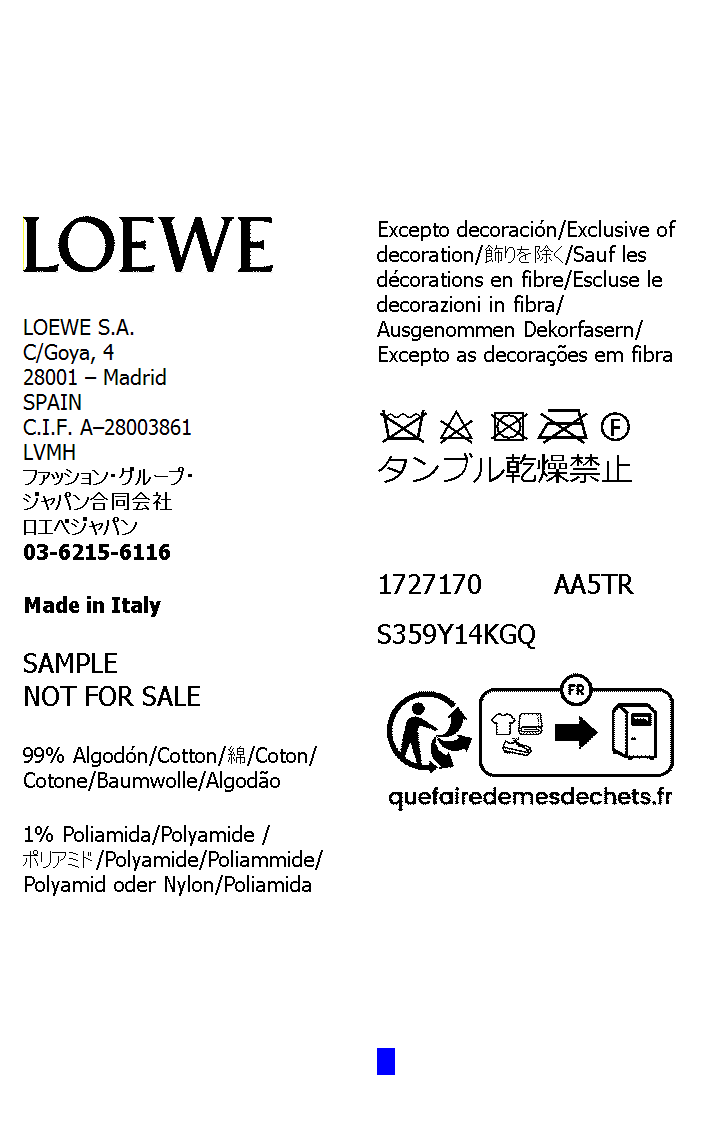 LOEWE
LOEWE S.A.
C/Goya, 4
28001 – Madrid
SPAIN
C.I.F. A–28003861
LVMH
ファッション・グループ・
ジャパン合同会社
ロエベジャパン
03-6215-6116
Made in Italy
SAMPLE
NOT FOR SALE
99% Algodón/Cotton/綿/Coton/
Cotone/Baumwolle/Algodão
1% Poliamida/Polyamide /
ポリアミド/Polyamide/Poliammide/
Polyamid oder Nylon/Poliamida
Excepto decoración/Exclusive of
decoration/飾りを除く/Sauf les
décorations en fibre/Escluse le
decorazioni in fibra/
Ausgenommen Dekorfasern/
Excepto as decorações em fibra
F
タンブル乾燥禁止
1727170 AA5TR
S359Y14KGQ
FR
quefairedemesdechets.fr